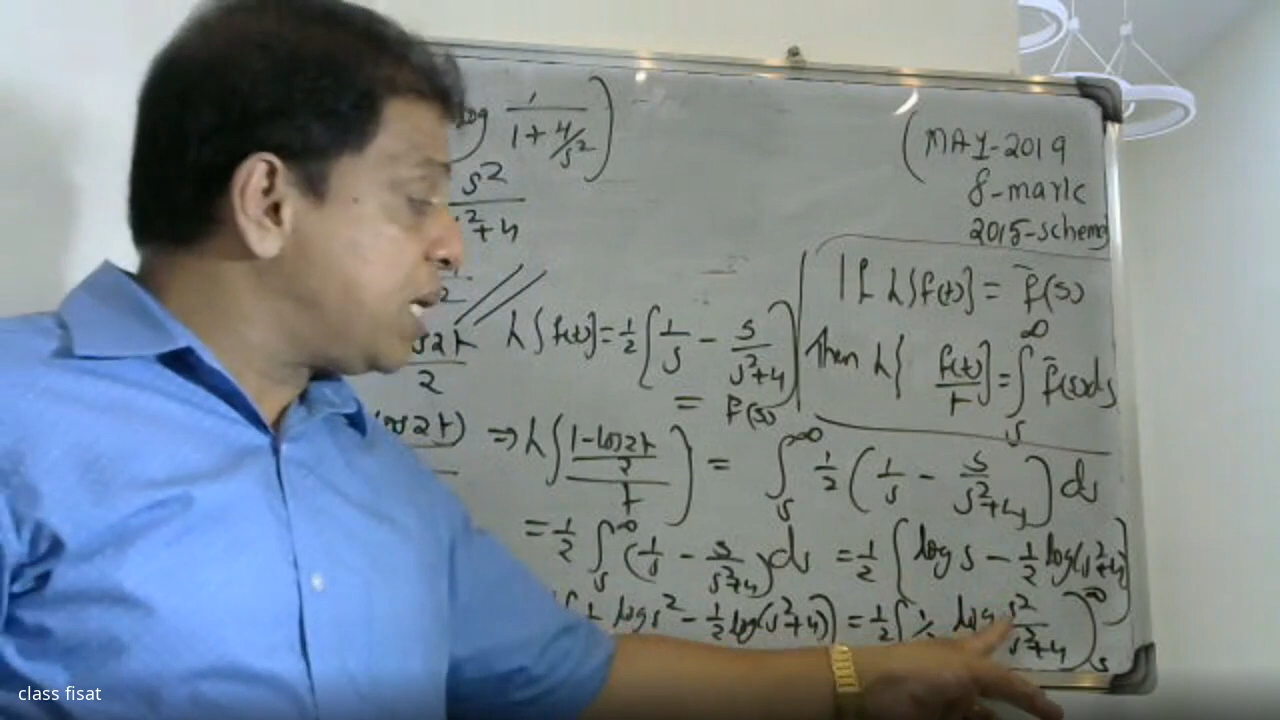 log 1/(1+4/s²))
s²/s²+4
(MAY-2019
8-mark
2015-scheme
If L{f(t)} = f̄(s)
then L{f(t)/t} = ∫ₛ^∞ f̄(s)ds
L{f(t)} = 1/2[1/s - s/(s²+4)]
= f(s)
⇒ L{(1-cos2t)/2/t} = ∫ₛ^∞ 1/2(1/s - s/(s²+4))ds
= 1/2 ∫ₛ^∞ (1/s - s/(s²+4))ds = 1/2[log s - 1/2 log(s²+4)]
log s² - 1/2 log(s²+4)] = 1/2[1/2 log s²/(s²+4)]ₛ^∞
class fisat